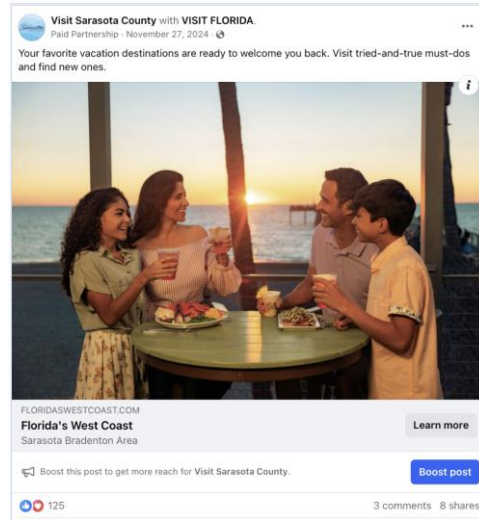 Visit Sarasota County with VISIT FLORIDA.
Paid Partnership · November 27, 2024 ·
Your favorite vacation destinations are ready to welcome you back. Visit tried-and-true must-dos
and find new ones.
i
FLORIDASWESTCOAST.COM
Florida's West Coast
Sarasota Bradenton Area
Learn more
Boost this post to get more reach for Visit Sarasota County.
Boost post
125
3 comments 8 shares